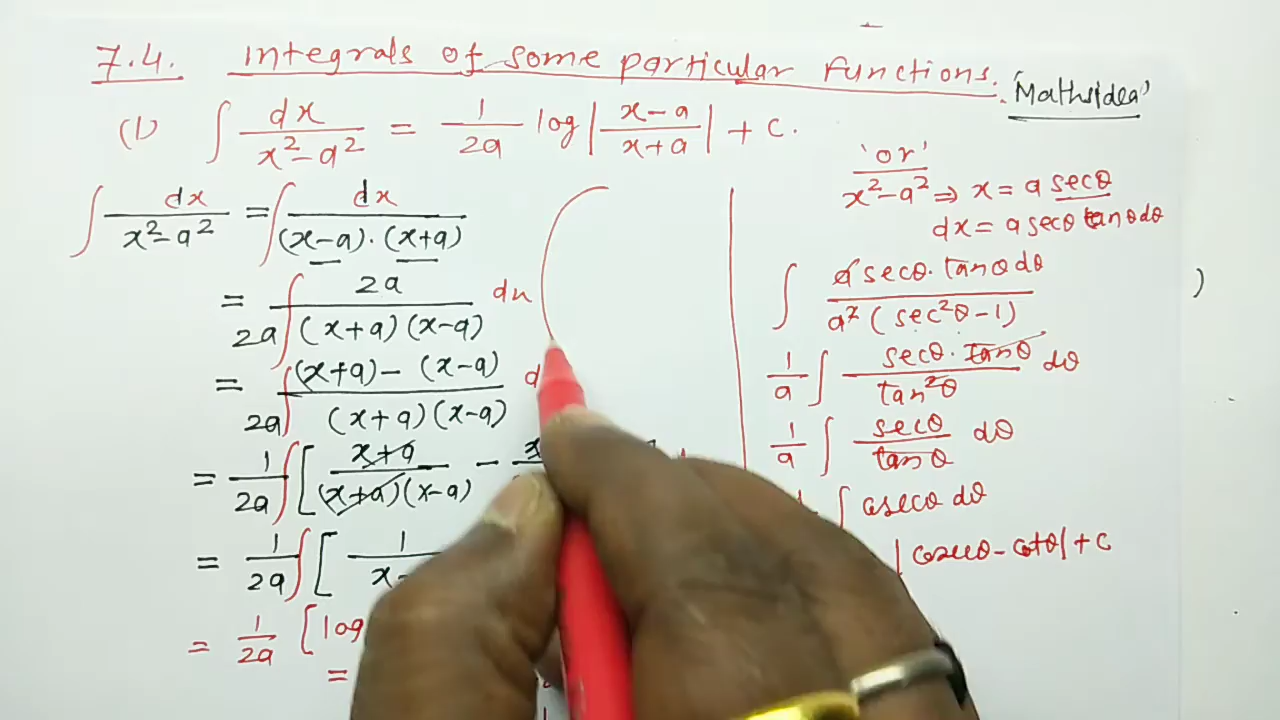 7.4. Integrals of some particular functions. 'Mathsidea'
(1) ∫ dx / x²-a² = 1/2a log | x-a / x+a | + c.
∫ dx / x²-a² = ∫ dx / (x-a).(x+a)
= 2a / 2a ∫ (x+a)(x-a) dx
= ∫ (x+a) - (x-a) / 2a (x+a)(x-a)
= 1/2a ∫ [ x+a / (x+a)(x-a) -
= 1/2a ∫ [ 1 /
= 1/2a [ log
=
'or'
x²-a² ⇒ x = a secθ
dx = a secθ tanθ dθ
∫ a secθ. tanθ dθ / a² ( sec²θ -1)
1/a ∫ secθ. tanθ / tan²θ dθ
1/a ∫ secθ / tanθ dθ
∫ cosecθ dθ
| cosecθ - cotθ| + c